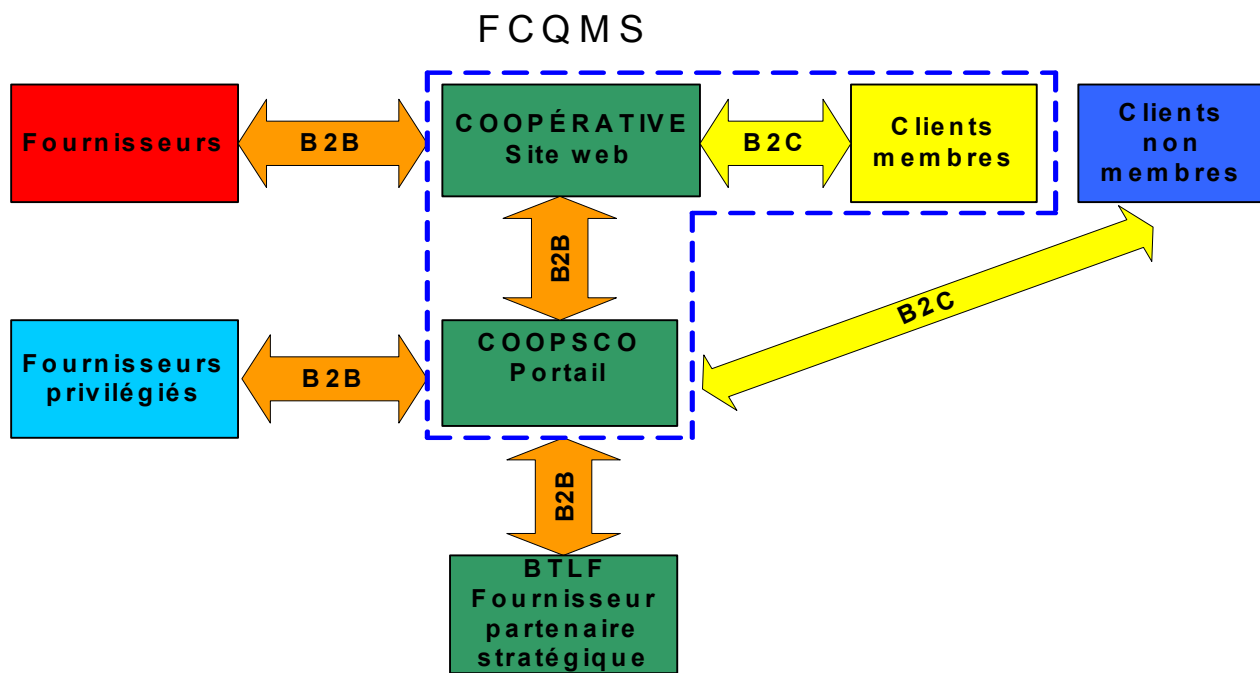 FCQMS
Fournisseurs
B2B
COOPÉRATIVE
Site web
B2C
Clients
membres
Clients
non
membres
B2B
B2C
Fournisseurs
privilégiés
B2B
COOPSCO
Portail
B2B
BTLF
Fournisseur
partenaire
stratégique